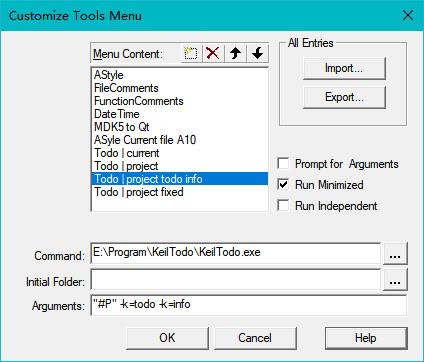 Customize Tools Menu
Menu Content:
All Entries
AStyle
FileComments
FunctionComments
DateTime
MDK5 to Qt
ASyle Current file A10
Todo | current
Todo | project
Todo | project todo info
Todo | project fixed
Import...
Export...
Prompt for Arguments
Run Minimized
Run Independent
Command: E:\Program\KeilTodo\KeilTodo.exe ...
Initial Folder: ...
Arguments: "#P" -k=todo -k=info
OK Cancel Help